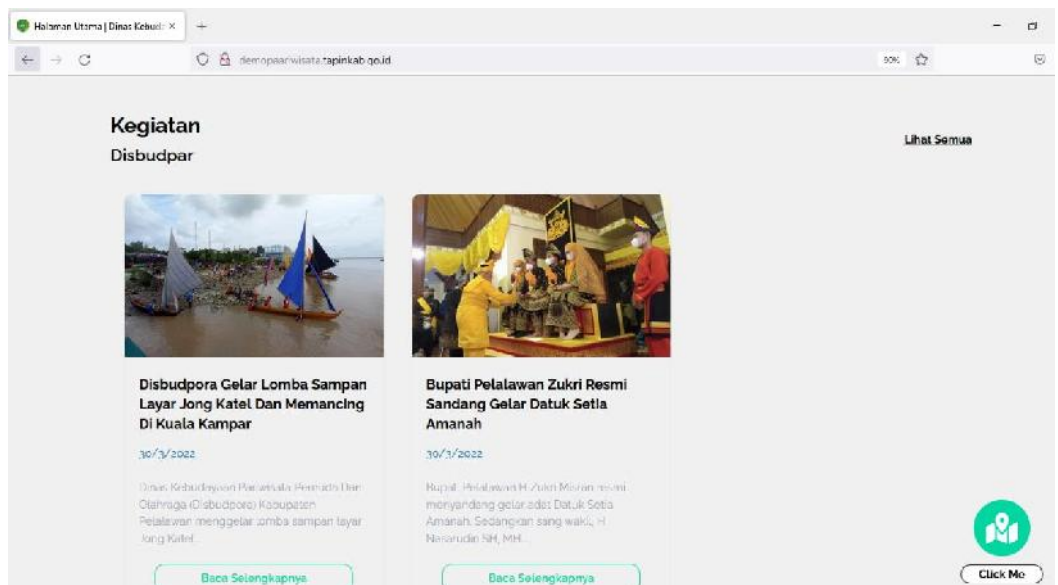 Halaman Utama | Dinas Kebuda
demopaariwisata.tapinkab.go.id
90%
Kegiatan
Disbudpar
Lihat Semua
Disbudpora Gelar Lomba Sampan
Layar Jong Katel Dan Memancing
Di Kuala Kampar
30/3/2022
Dinas Kebudayaan Pariwisata Pemuda Dan
Olahraga (Disbudpora) Kabupaten
Pelalawan menggelar lomba sampan layar
Jong Katel...
Baca Selengkapnya
Bupati Pelalawan Zukri Resmi
Sandang Gelar Datuk Setia
Amanah
30/3/2022
Bupati Pelalawan H Zukri Misran resmi
menyandang gelar adat Datuk Setia
Amanah. Sedangkan sang wakil, H
Nasarudin SH, MH...
Baca Selengkapnya
Click Me